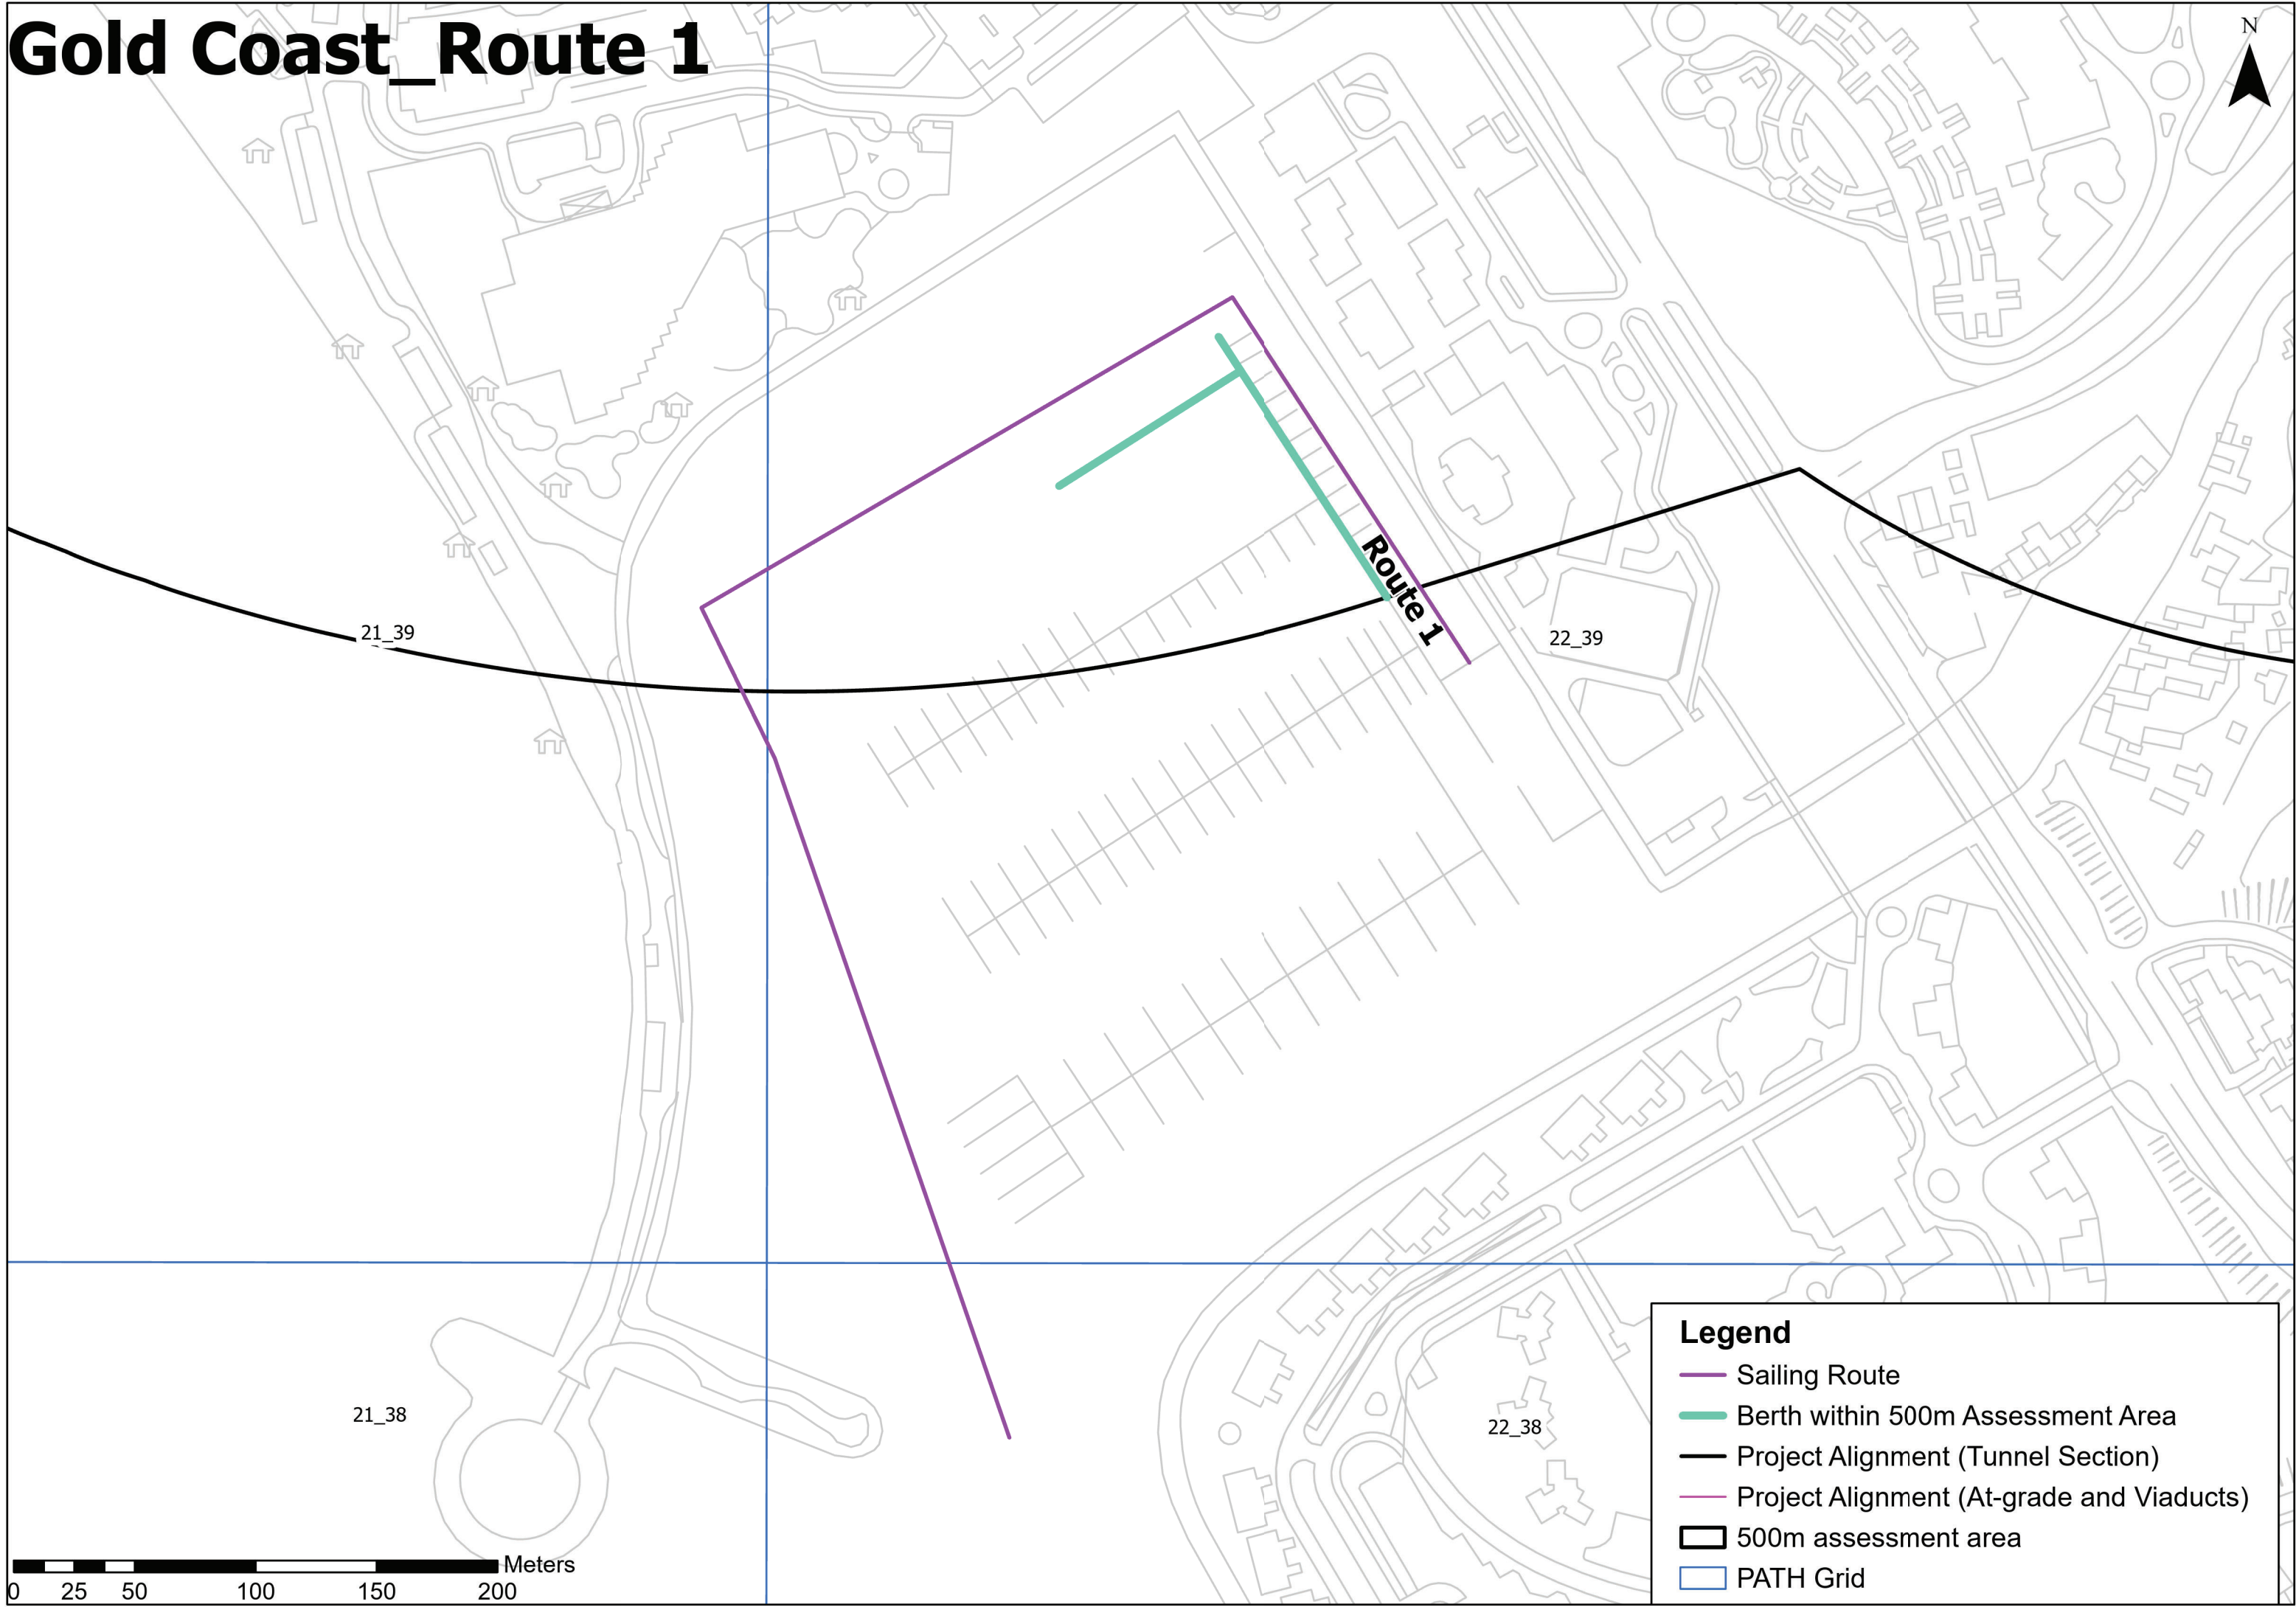 Gold Coast_Route 1
N
Route 1
21_39
22_39
21_38
22_38
Legend
Sailing Route
Berth within 500m Assessment Area
Project Alignment (Tunnel Section)
Project Alignment (At-grade and Viaducts)
500m assessment area
PATH Grid
Meters
0 25 50 100 150 200